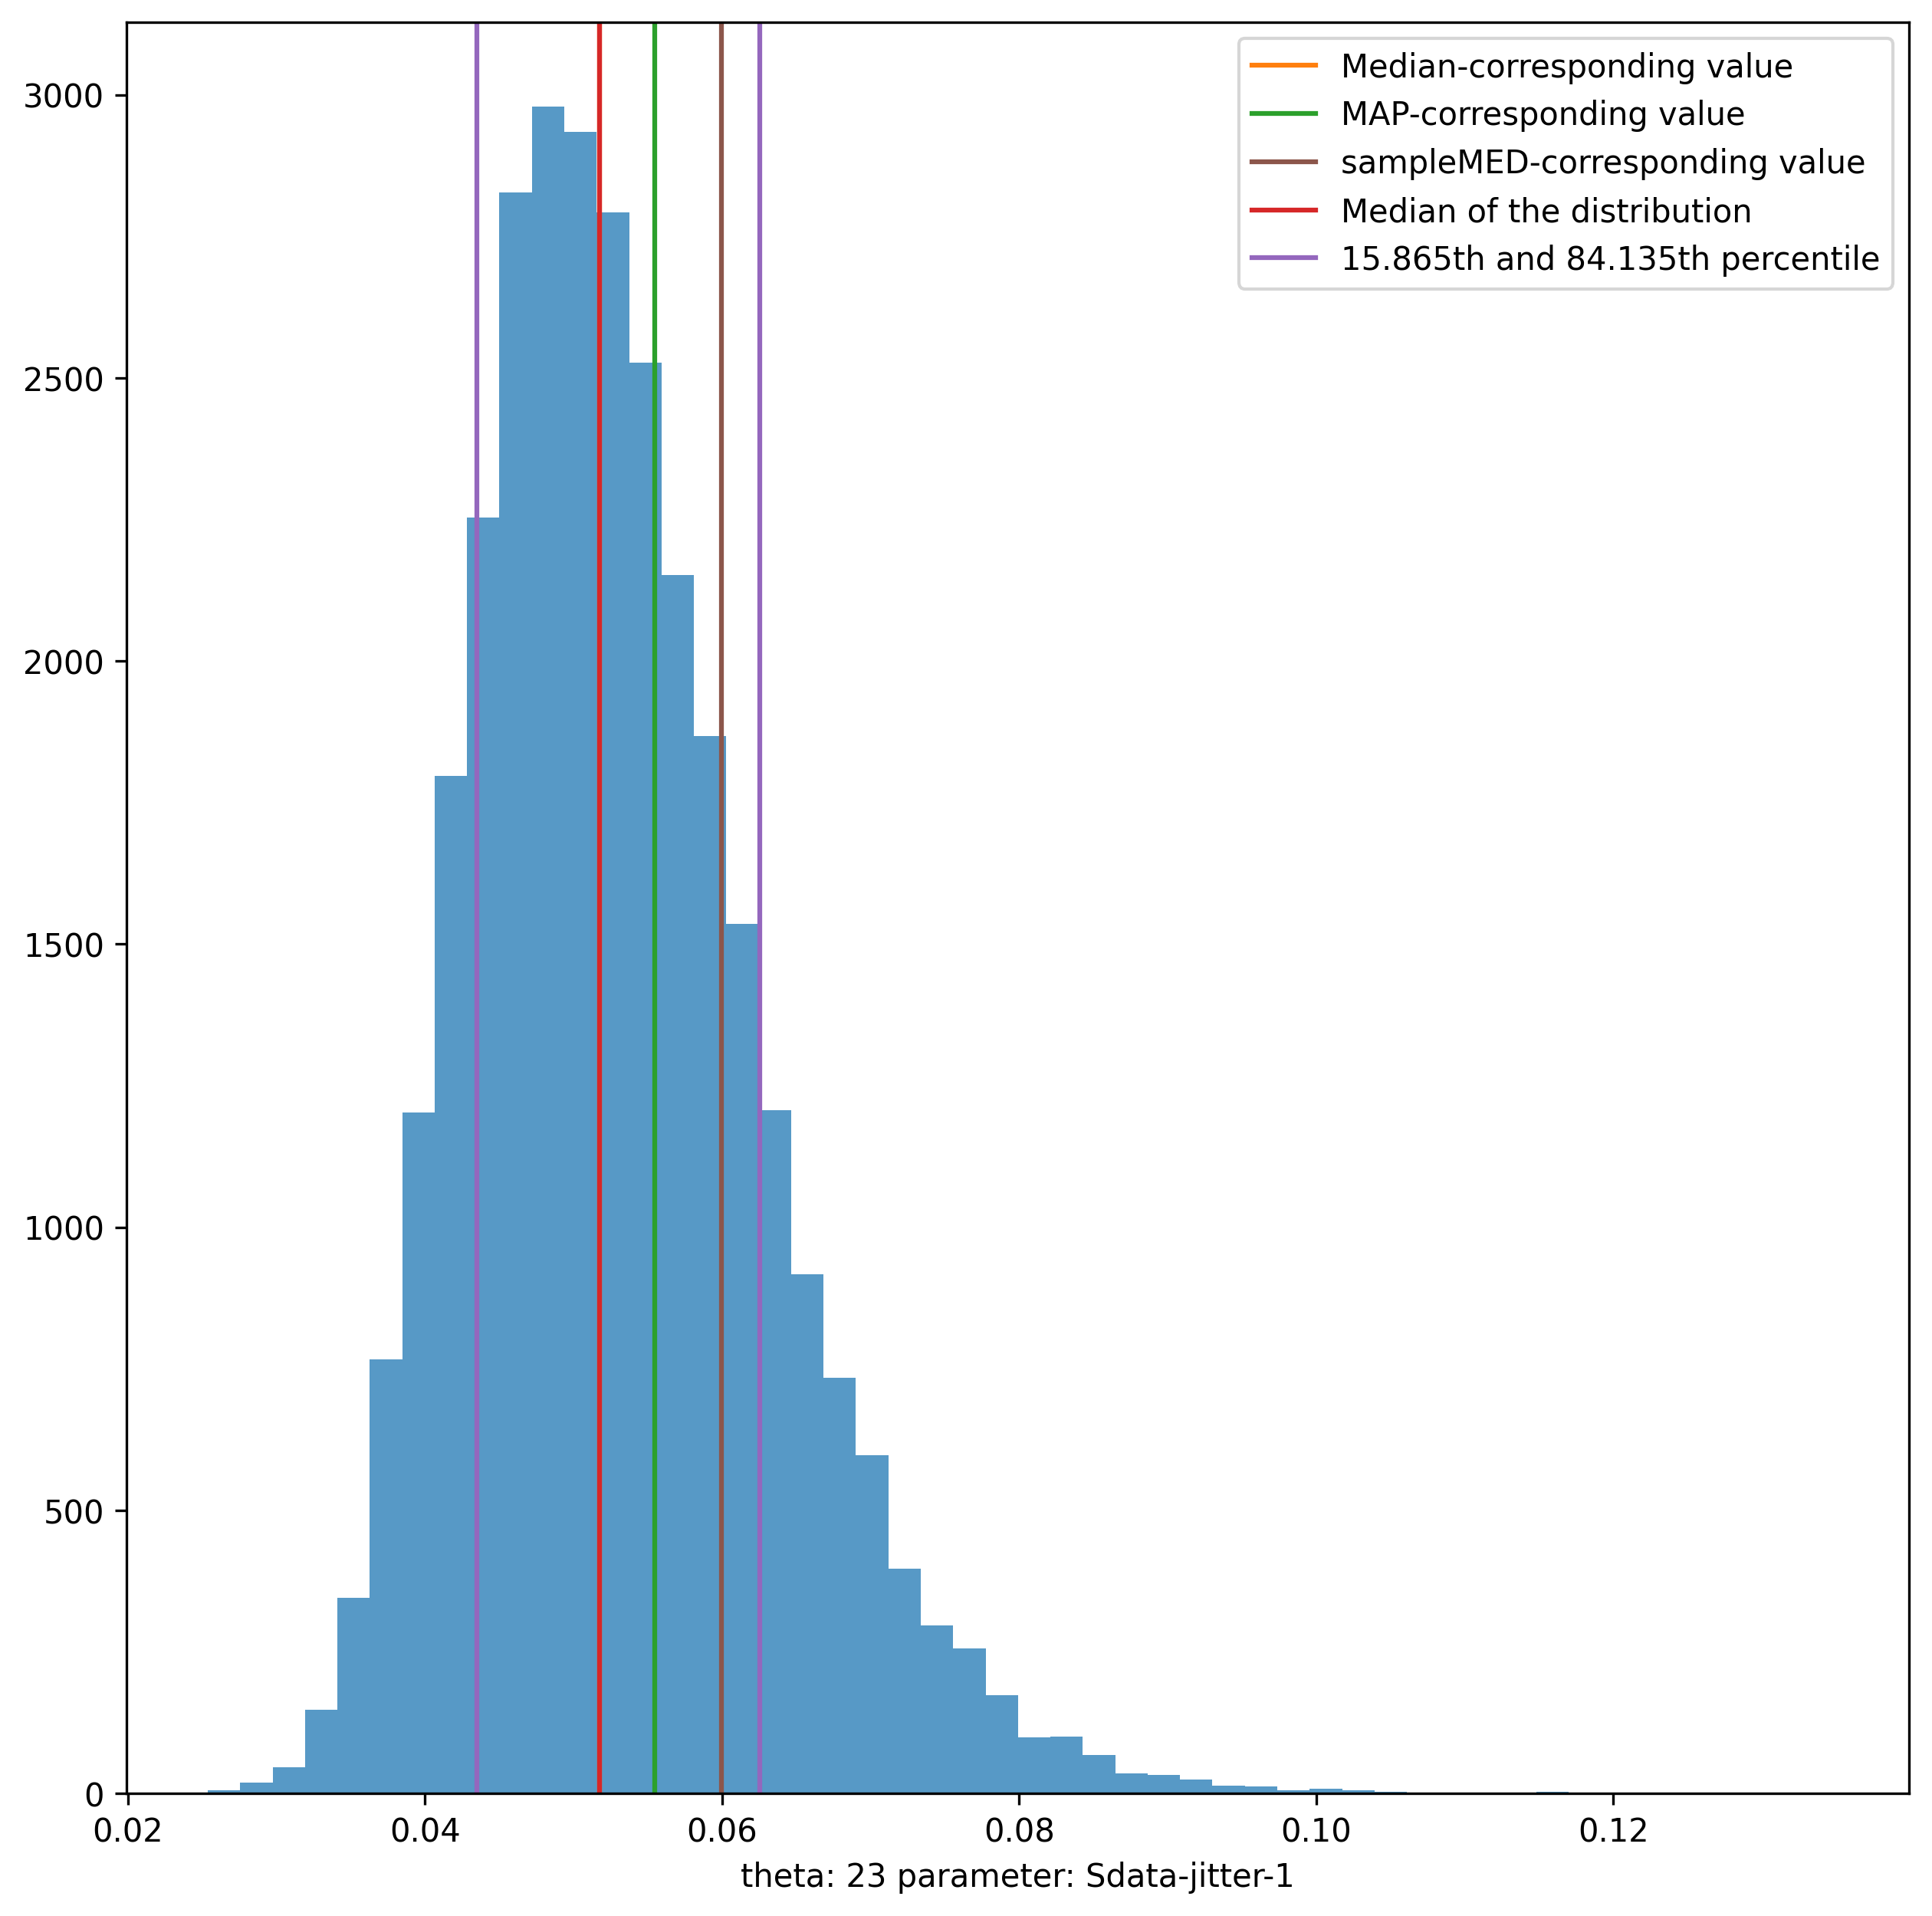 Median-corresponding value
MAP-corresponding value
sampleMED-corresponding value
Median of the distribution
15.865th and 84.135th percentile
3000
2500
2000
1500
1000
500
0
0.02 0.04 0.06 0.08 0.10 0.12
theta: 23 parameter: Sdata-jitter-1